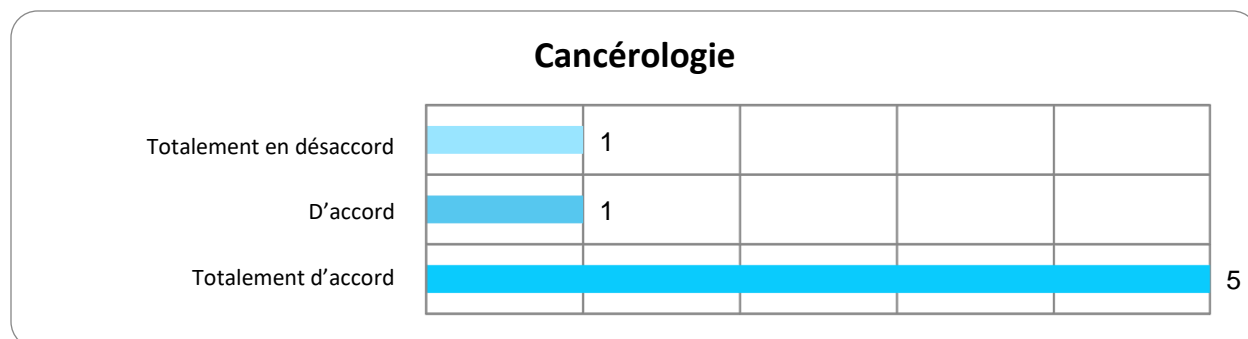 Cancérologie
Totalement en désaccord 1
D’accord 1
Totalement d’accord 5